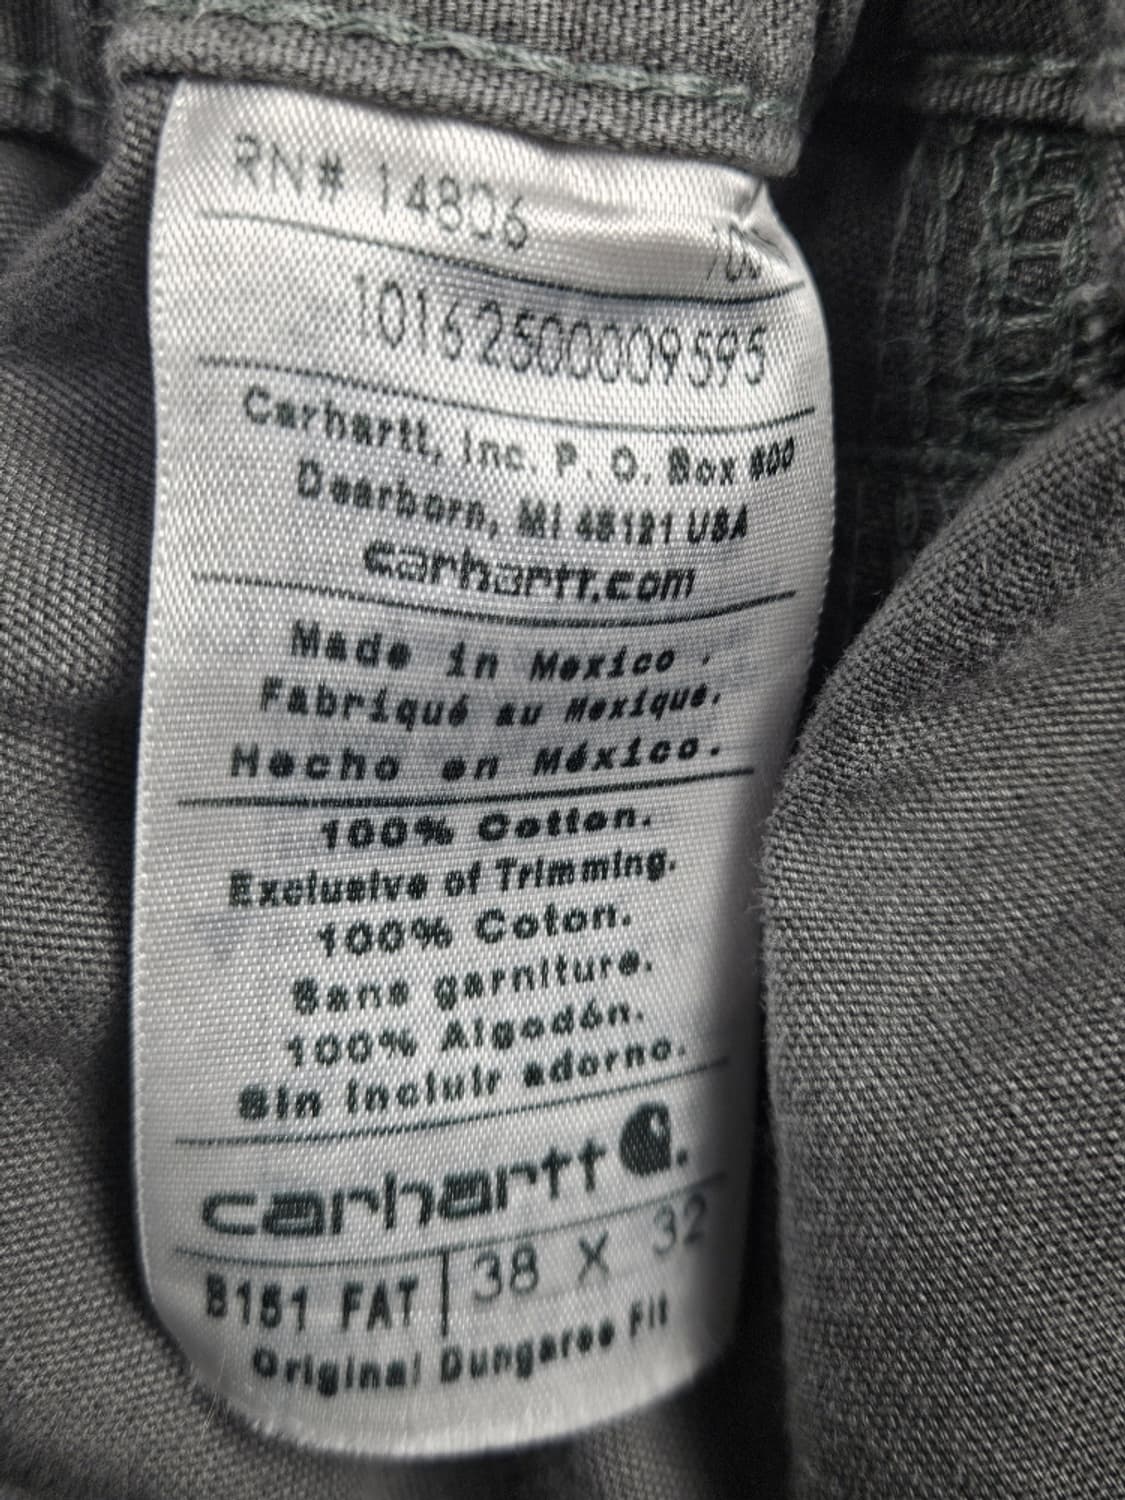 RN# 14806
10162500009595
Carhartt, Inc. P. O. Box 600
Dearborn, MI 48121 USA
carhartt.com
Made in Mexico .
Fabriqué au Mexique.
Hecho en México.
100% Cotton.
Exclusive of Trimming.
100% Coton.
Sans garniture.
100% Algodón.
Sin incluir adorno.
carhartt.
B151 FAT 38 X 32
Original Dungaree Fit